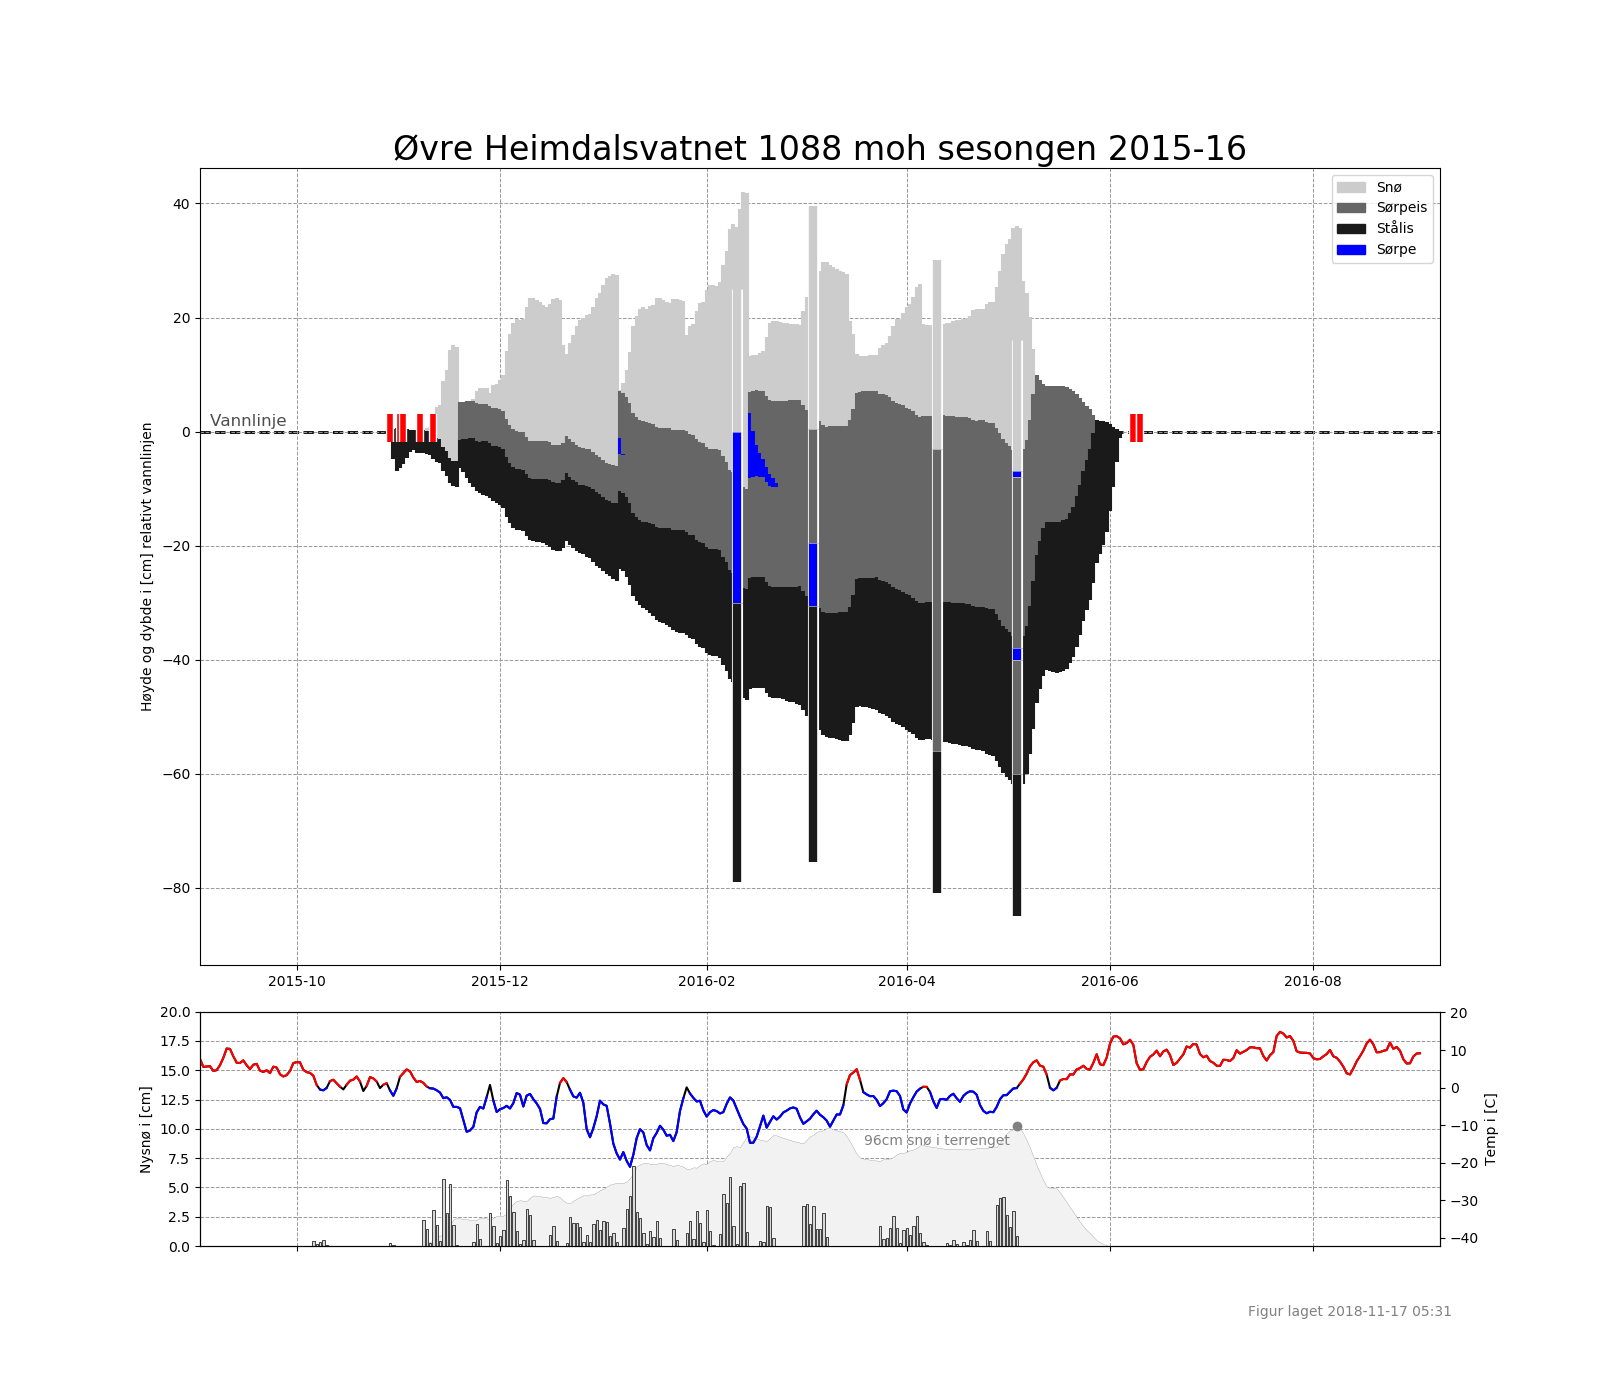 Øvre Heimdalsvatnet 1088 moh sesongen 2015-16
Snø
Sørpeis
Stålis
Sørpe
Vannlinje
Høyde og dybde i [cm] relativt vannlinjen
40
20
0
−20
−40
−60
−80
2015-10
2015-12
2016-02
2016-04
2016-06
2016-08
Nysnø i [cm]
20.0
17.5
15.0
12.5
10.0
7.5
5.0
2.5
0.0
96cm snø i terrenget
20
10
0
−10
−20
−30
−40
Temp i [C]
Figur laget 2018-11-17 05:31